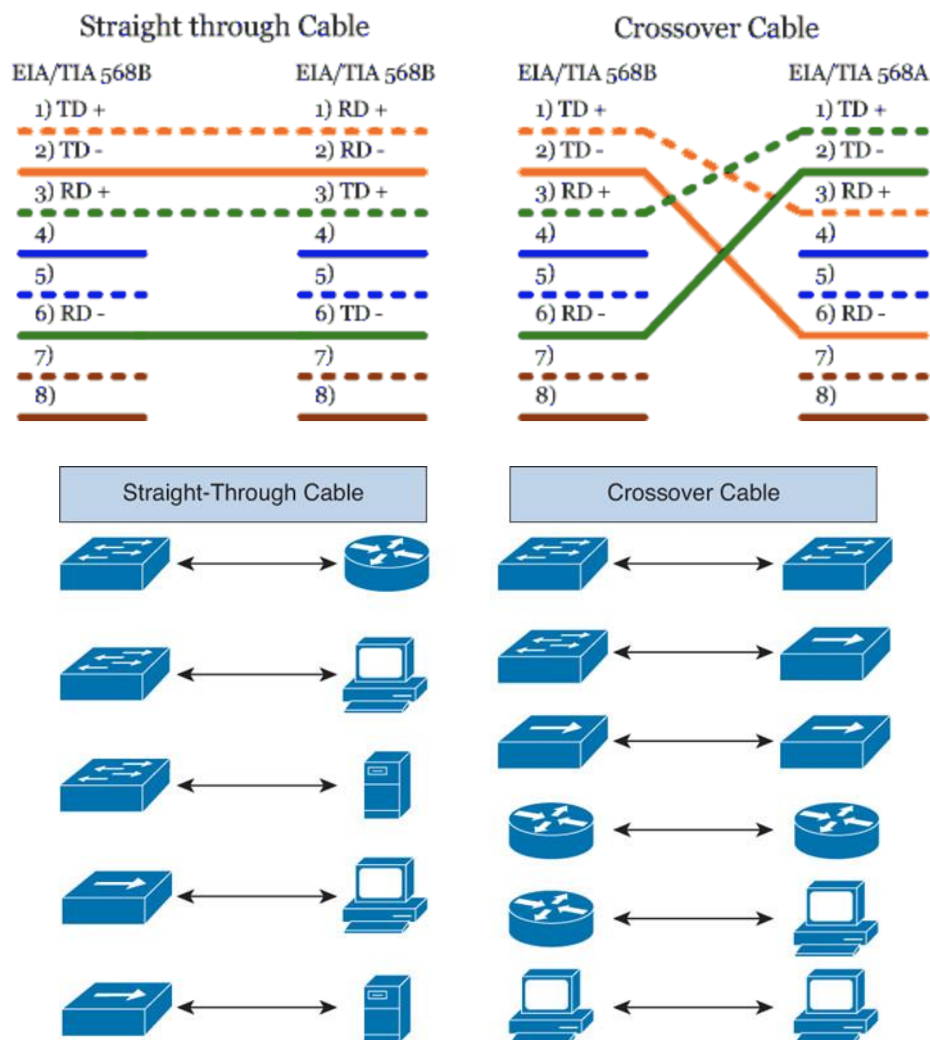 Straight through Cable
EIA/TIA 568B
EIA/TIA 568B
1) TD +
1) RD +
2) TD -
2) RD -
3) RD +
3) TD +
4)
4)
5)
5)
6) RD -
6) TD -
7)
7)
8)
8)
Crossover Cable
EIA/TIA 568B
EIA/TIA 568A
1) TD +
1) TD +
2) TD -
2) TD -
3) RD +
3) RD +
4)
4)
5)
5)
6) RD -
6) RD -
7)
7)
8)
8)
Straight-Through Cable
Crossover Cable